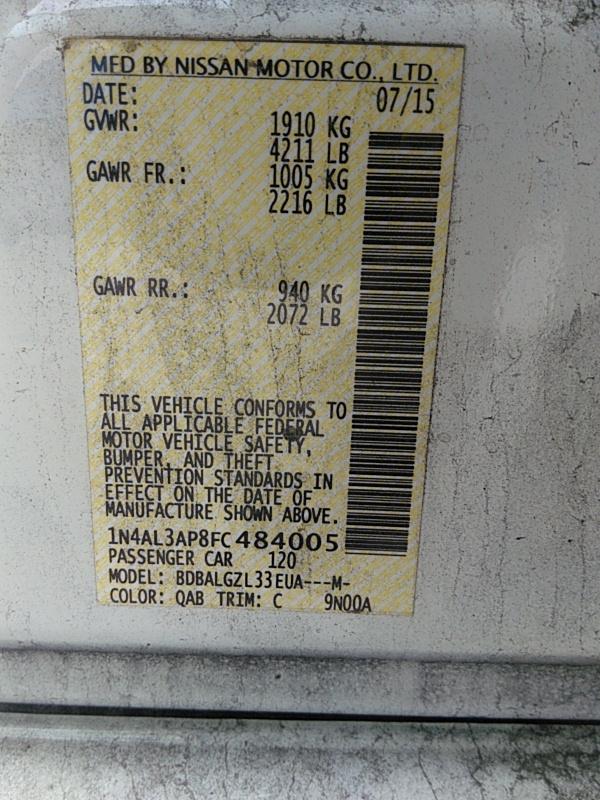 MFD BY NISSAN MOTOR CO., LTD.
DATE: 07/15
GVWR: 1910 KG
4211 LB
GAWR FR.: 1005 KG
2216 LB
GAWR RR.: 940 KG
2072 LB
THIS VEHICLE CONFORMS TO
ALL APPLICABLE FEDERAL
MOTOR VEHICLE SAFETY,
BUMPER, AND THEFT
PREVENTION STANDARDS IN
EFFECT ON THE DATE OF
MANUFACTURE SHOWN ABOVE.
1N4AL3AP8FC484005
PASSENGER CAR 120
MODEL: BDBALGZL33EUA---M-
COLOR: QAB TRIM: C 9N00A